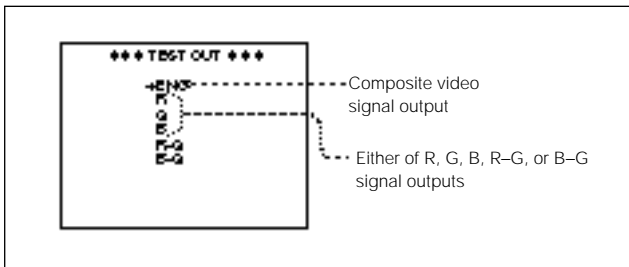 ♦♦♦ TEST OUT ♦♦♦
→ENC
R
G
B
R–G
B–G
Composite video
signal output
Either of R, G, B, R–G, or B–G
signal outputs